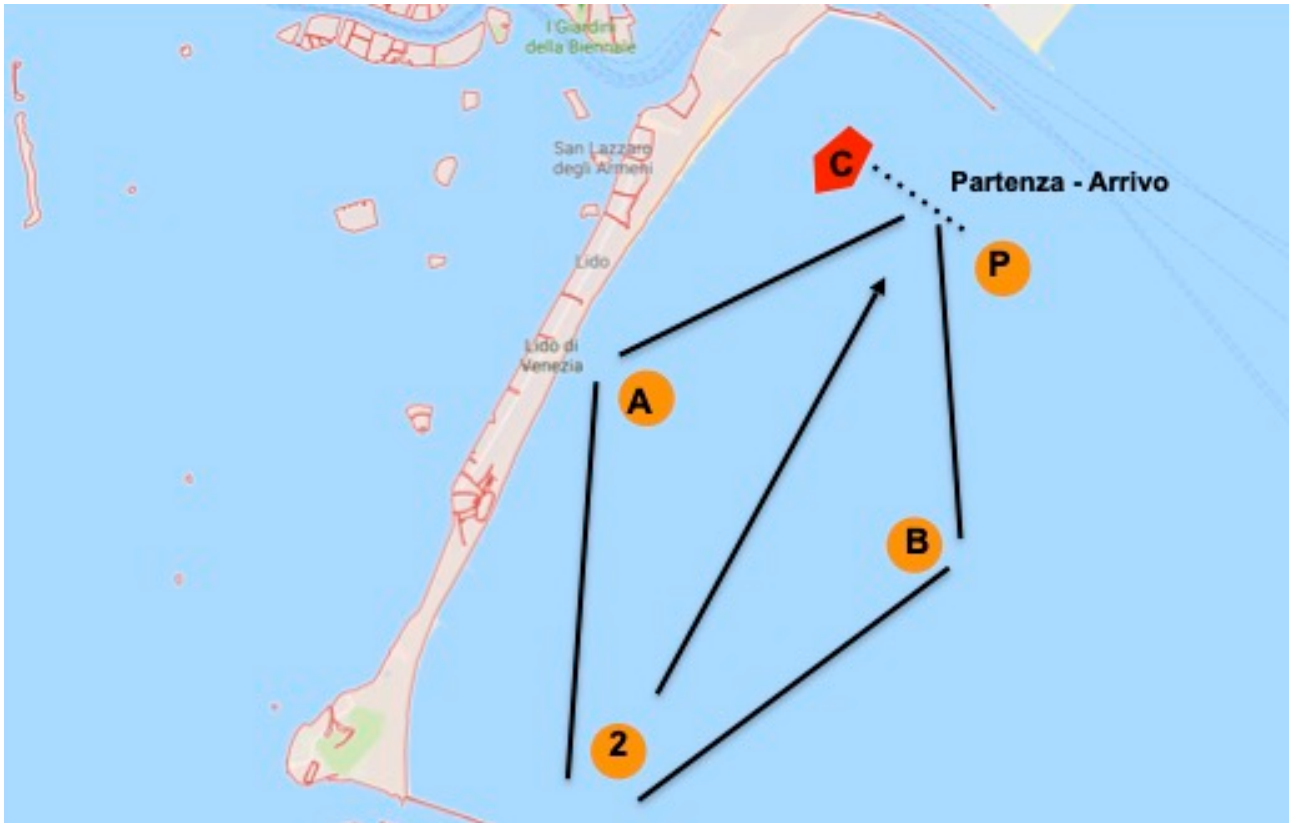 I Giardini
della Biennale
San Lazzaro
degli Armeni
C
Partenza - Arrivo
Lido
P
Lido di
Venezia
A
B
2